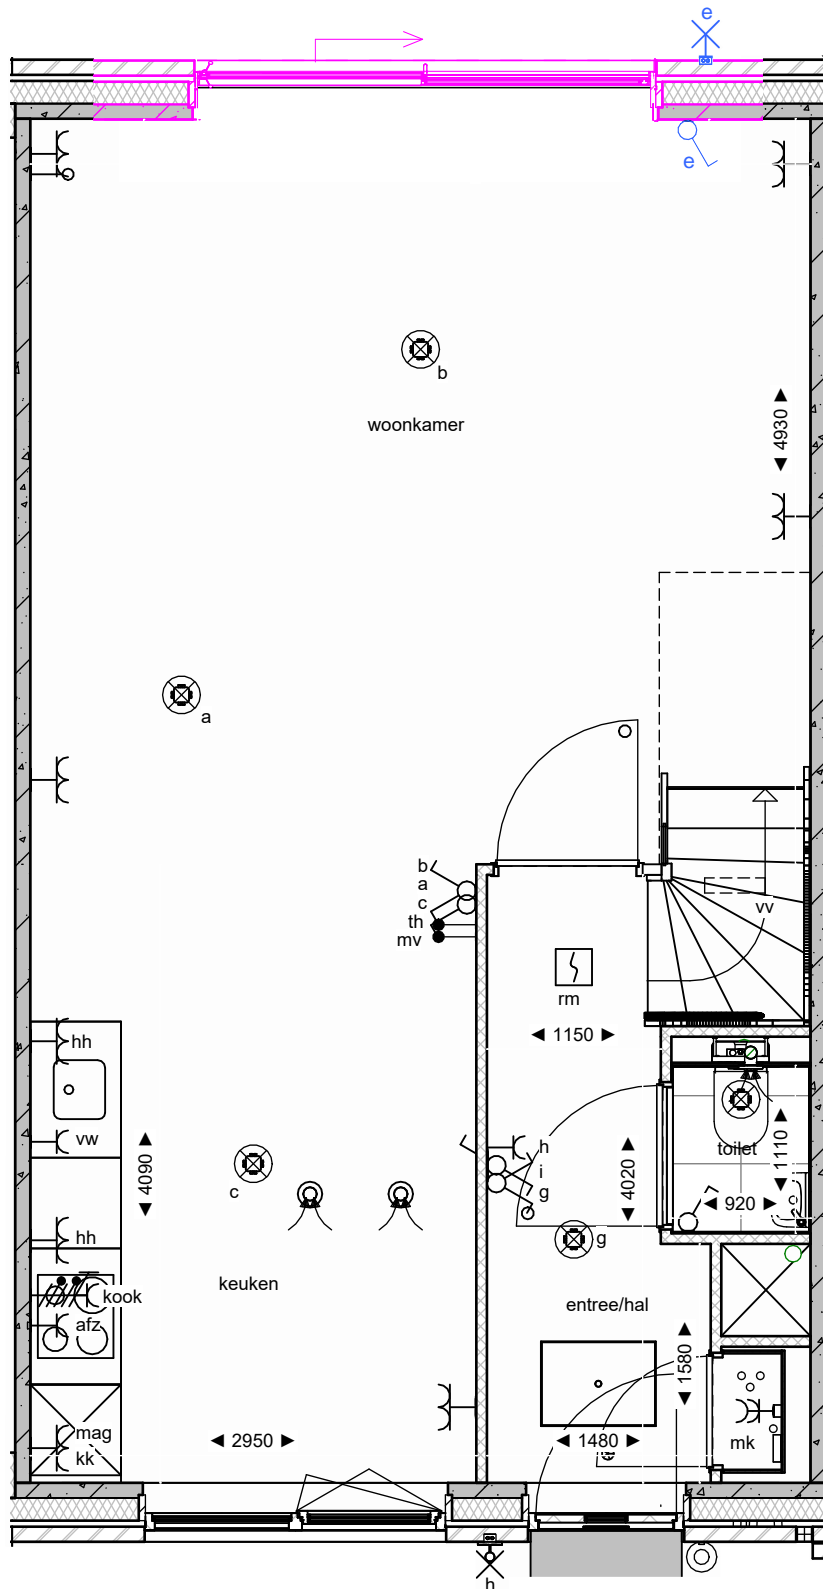 e
e
b
woonkamer
4930
a
b
a
c
th
mv
vv
rm
1150
hh
vw
4090
c
h
i
g
4020
toilet
1110
920
hh
g
keuken
kook
entree/hal
afz
1580
mag
kk
2950
1480
mk
h